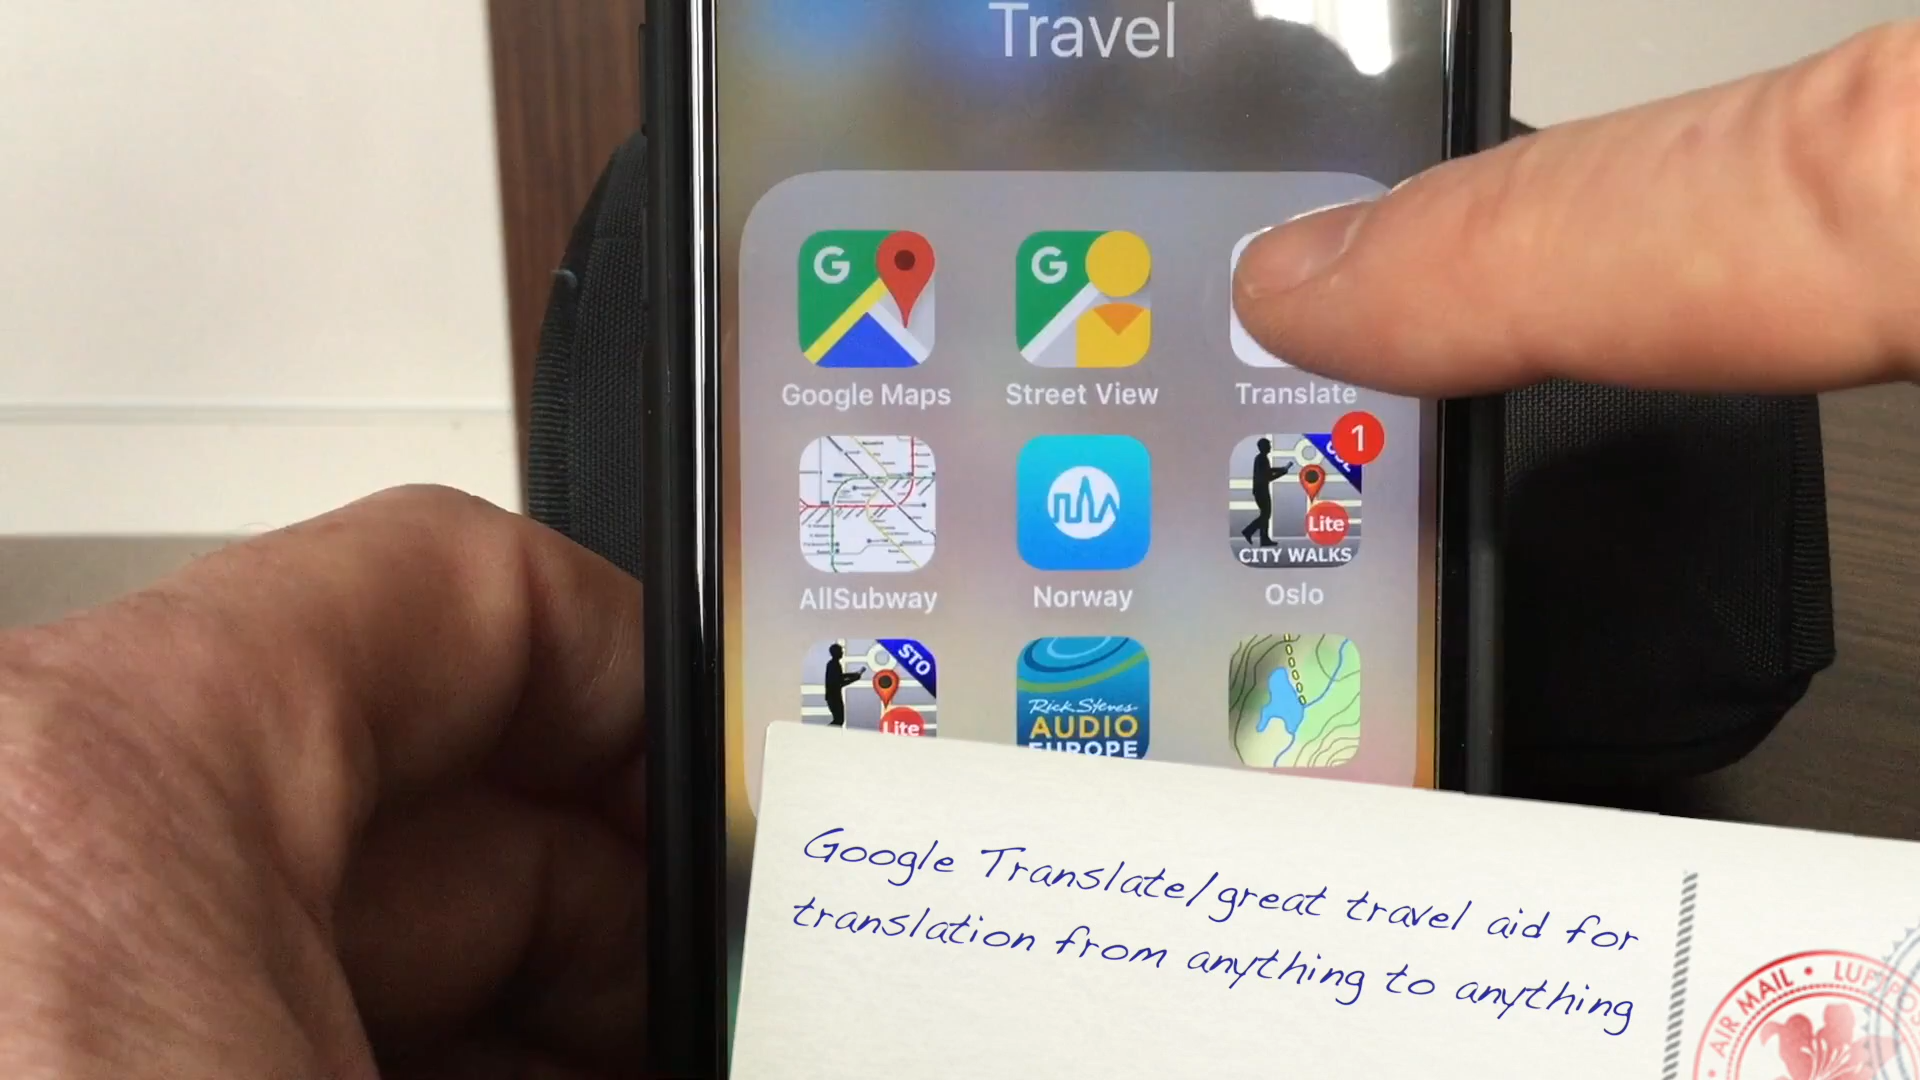 Travel
G
G
Google Maps
Street View
Translate
1
Lite
CITY WALKS
AllSubway
Norway
Oslo
STO
Lite
Rick Steves
AUDIO
EUROPE
Google Translate/great travel aid for
translation from anything to anything
AIR MAIL •